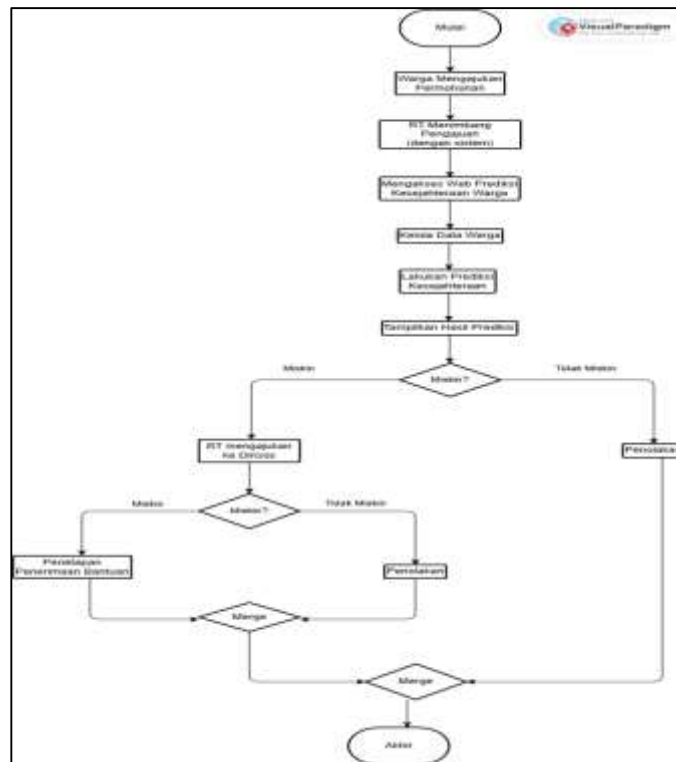 Mulai
Visual Paradigm
Warga Mengajukan
Permohonan
RT Menimbang
Pengajuan
(dengan sistem)
Mengakses Web Prediksi
Kesejahteraan Warga
Kelola Data Warga
Lakukan Prediksi
Kesejahteraan
Tampilkan Hasil Prediksi
Miskin
Miskin?
Tidak Miskin
RT mengajukan
ke Dinsos
Penolakan
Miskin
Miskin?
Tidak Miskin
Penetapan
Penerimaan Bantuan
Penolakan
Merge
Merge
Akhir